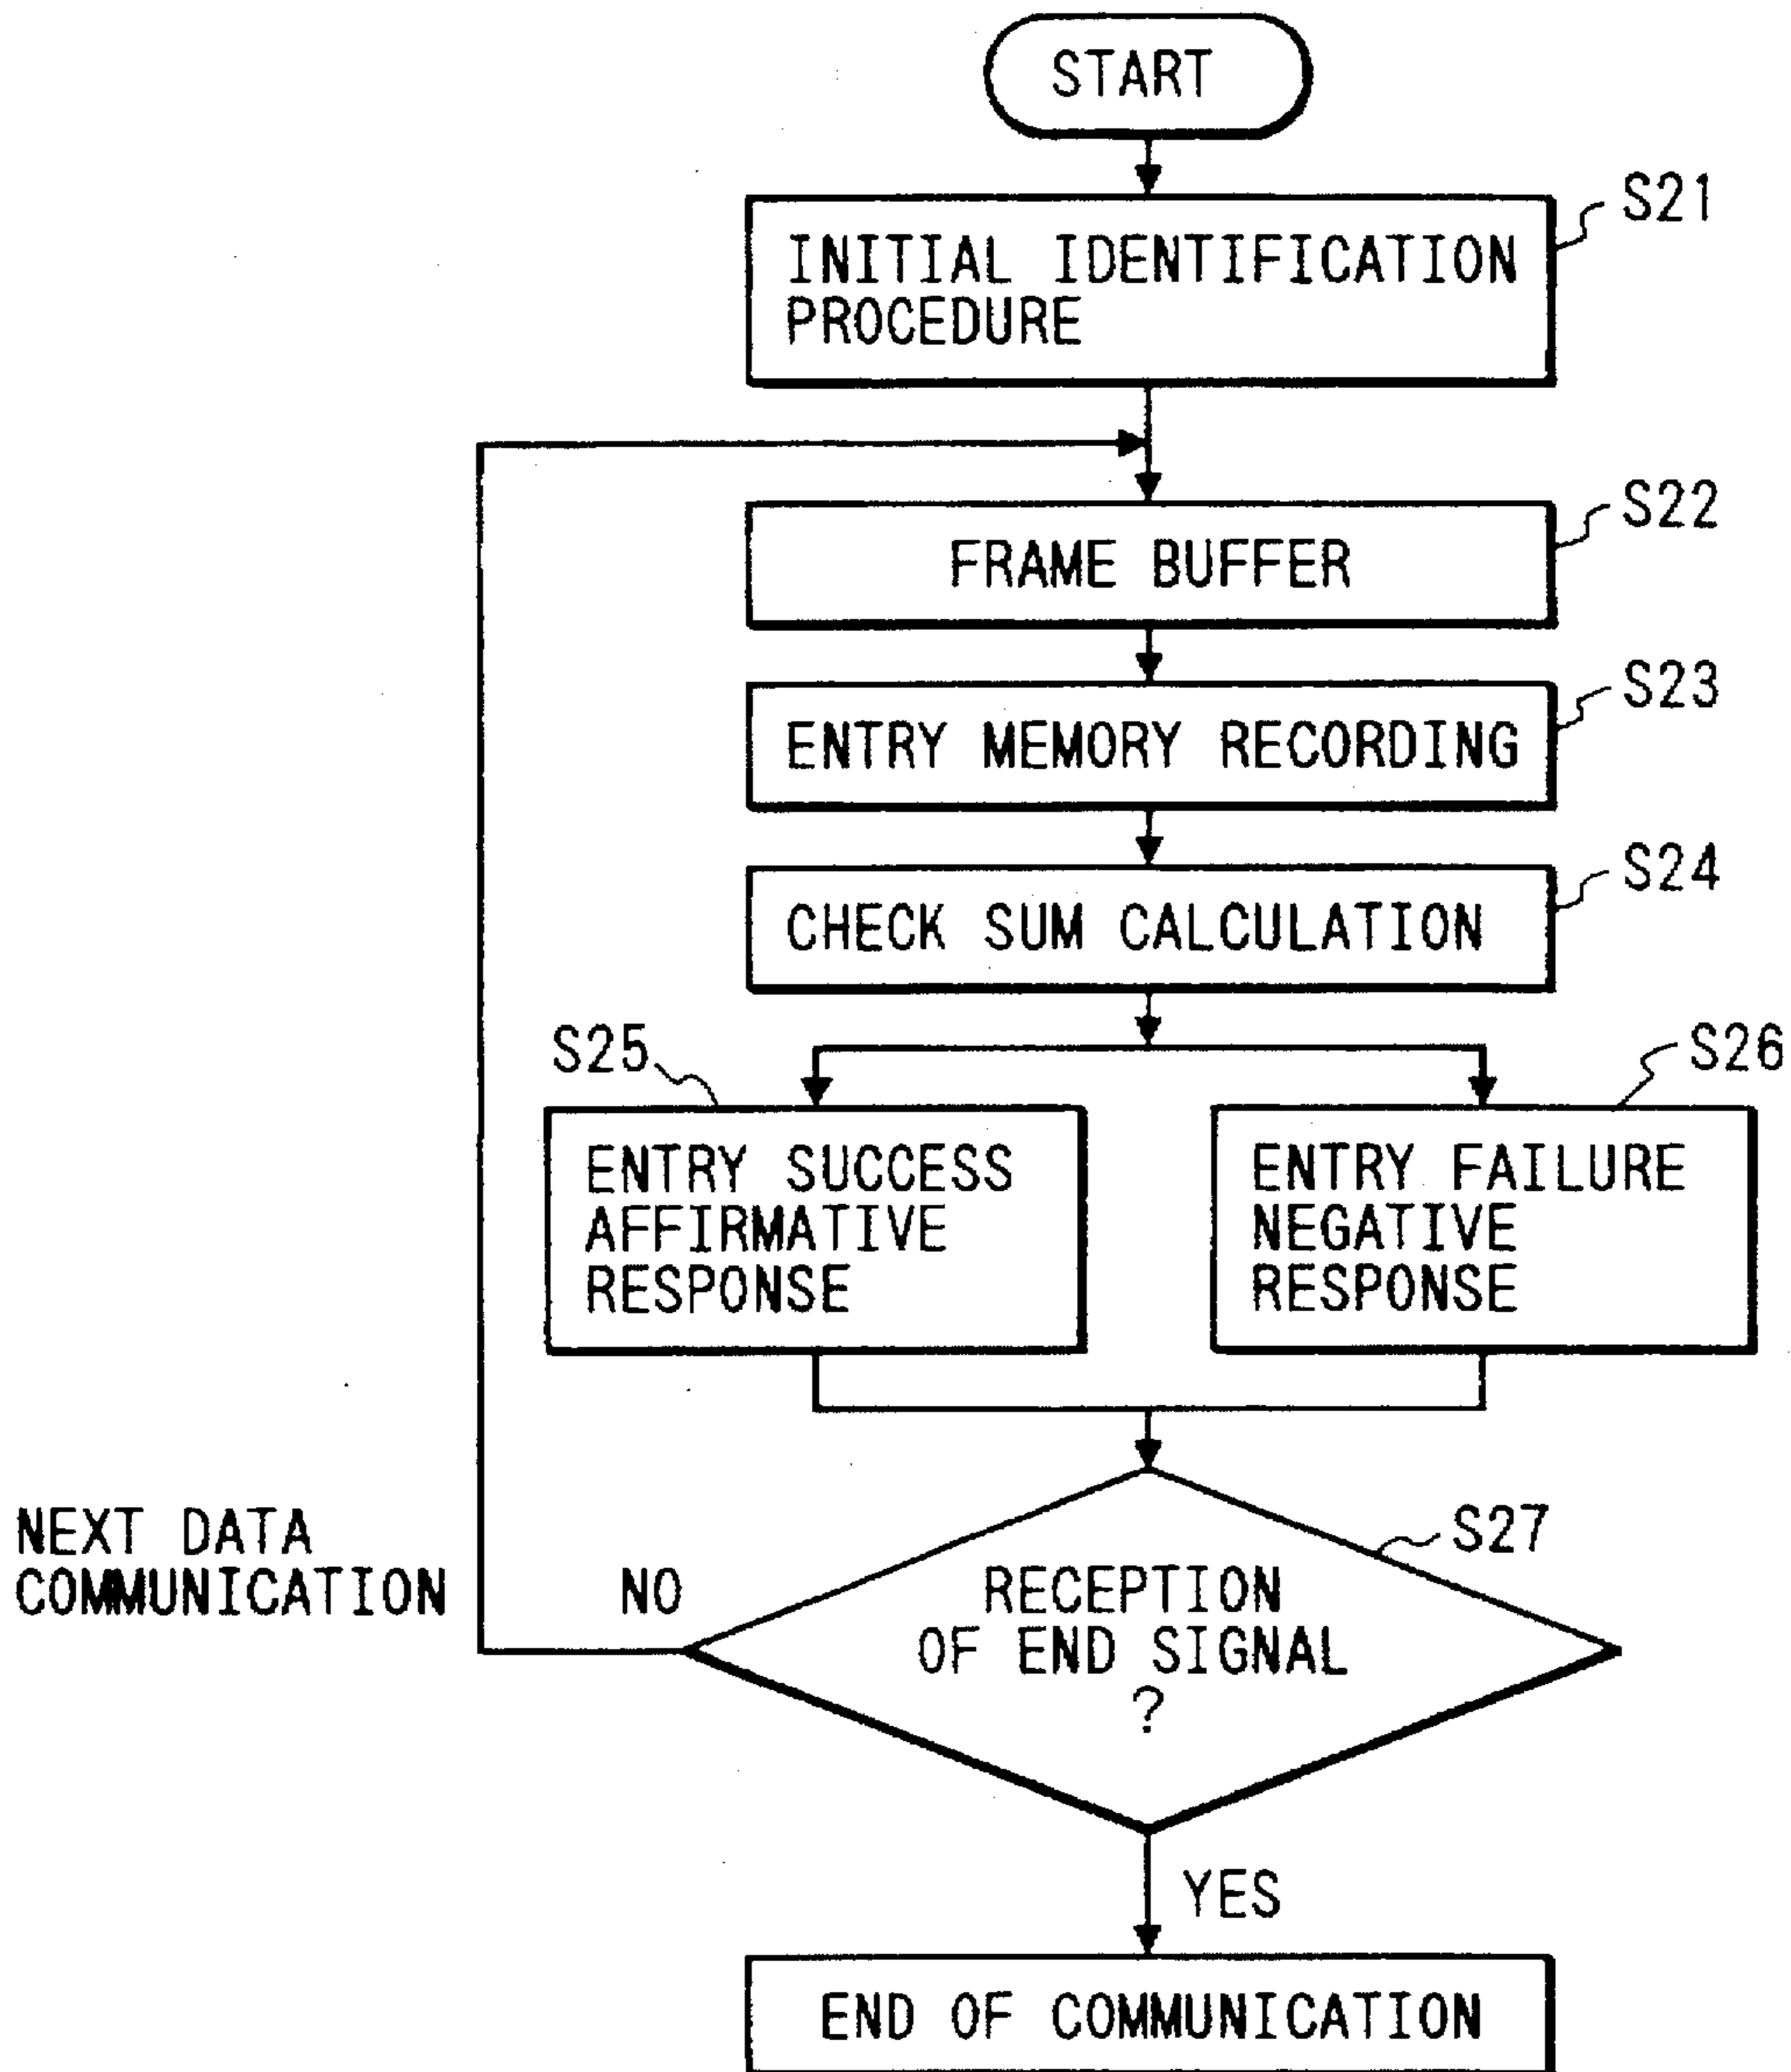 START
S21
INITIAL IDENTIFICATION
PROCEDURE
S22
FRAME BUFFER
S23
ENTRY MEMORY RECORDING
S24
CHECK SUM CALCULATION
S25
S26
ENTRY SUCCESS
AFFIRMATIVE
RESPONSE
ENTRY FAILURE
NEGATIVE
RESPONSE
S27
NEXT DATA
COMMUNICATION
NO
RECEPTION
OF END SIGNAL
?
YES
END OF COMMUNICATION